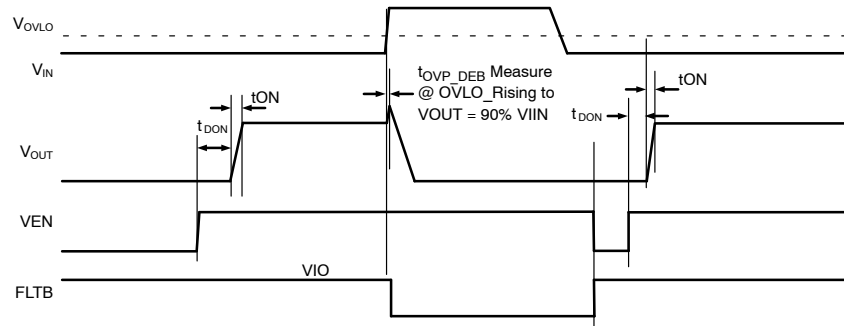 VOVLO
VIN
tOVP_DEB Measure
@ OVLO_Rising to
VOUT = 90% VIIN
tON
tDON
tON
tDON
VOUT
VEN
VIO
FLTB